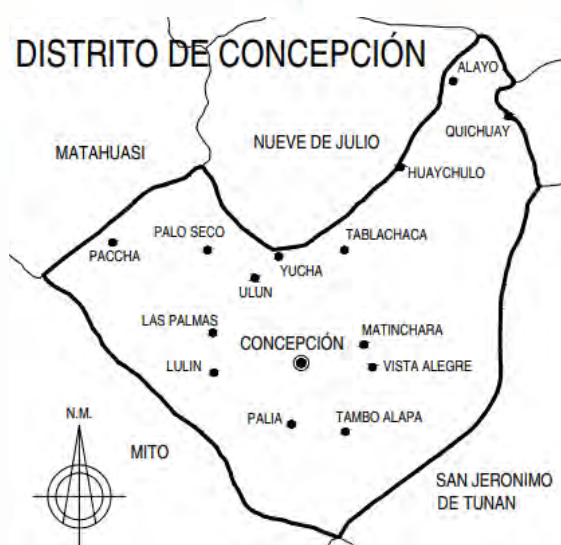 DISTRITO DE CONCEPCIÓN
ALAYO
QUICHUAY
NUEVE DE JULIO
MATAHUASI
HUAYCHULO
PALO SECO
TABLACHACA
PACCHA
YUCHA
ULUN
LAS PALMAS
MATINCHARA
CONCEPCIÓN
LULIN
VISTA ALEGRE
N.M.
PALIA
TAMBO ALAPA
MITO
SAN JERONIMO
DE TUNAN